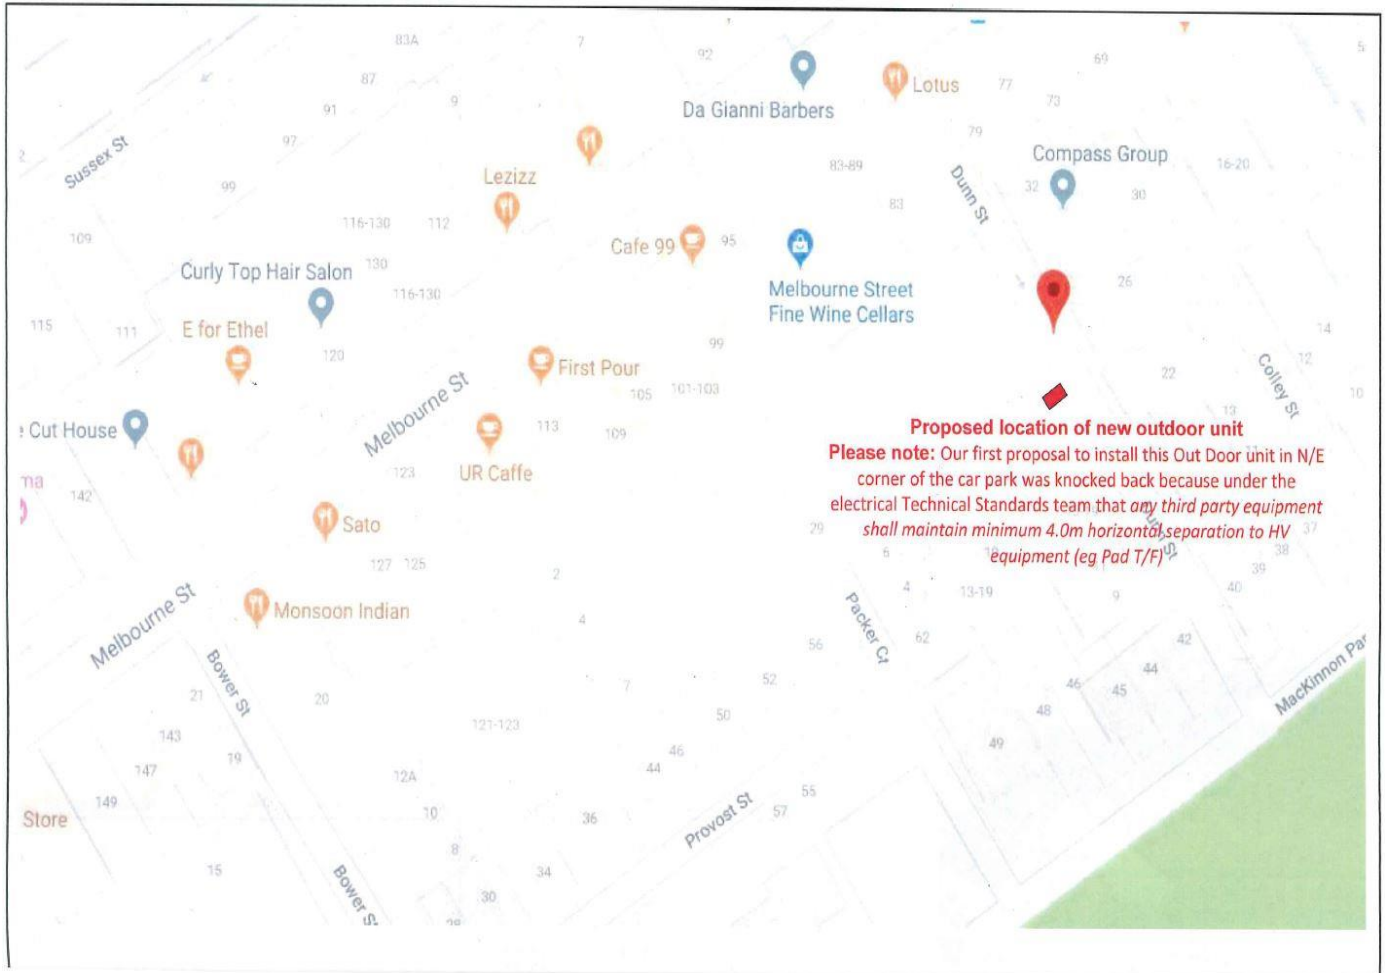 83A
7
92
69
5
87
Da Gianni Barbers
Lotus
77
73
91
9
79
97
Sussex St
Compass Group
16-20
2
Lezizz
83-89
Dunn St
99
32
30
116-130
112
83
109
Cafe 99
95
Curly Top Hair Salon
130
26
116-130
Melbourne Street
Fine Wine Cellars
115
111
E for Ethel
14
99
120
12
First Pour
22
Colley St
Melbourne St
105
101-103
10
13
Cut House
113
109
Proposed location of new outdoor unit
Please note: Our first proposal to install this Out Door unit in N/E
corner of the car park was knocked back because under the
electrical Technical Standards team that any third party equipment
shall maintain minimum 4.0m horizontal separation to HV
equipment (eg Pad T/F)
UR Caffe
123
ma
142
Sato
29
37
6
38
127
125
39
2
4
13-19
9
40
Monsoon Indian
Packer Ct
4
Melbourne St
62
56
42
Bower St
44
52
7
46
45
MacKinnon Par
21
20
50
48
121-123
143
49
46
19
147
44
12A
55
149
10
Provost St
57
Store
36
8
15
34
Bower St
30